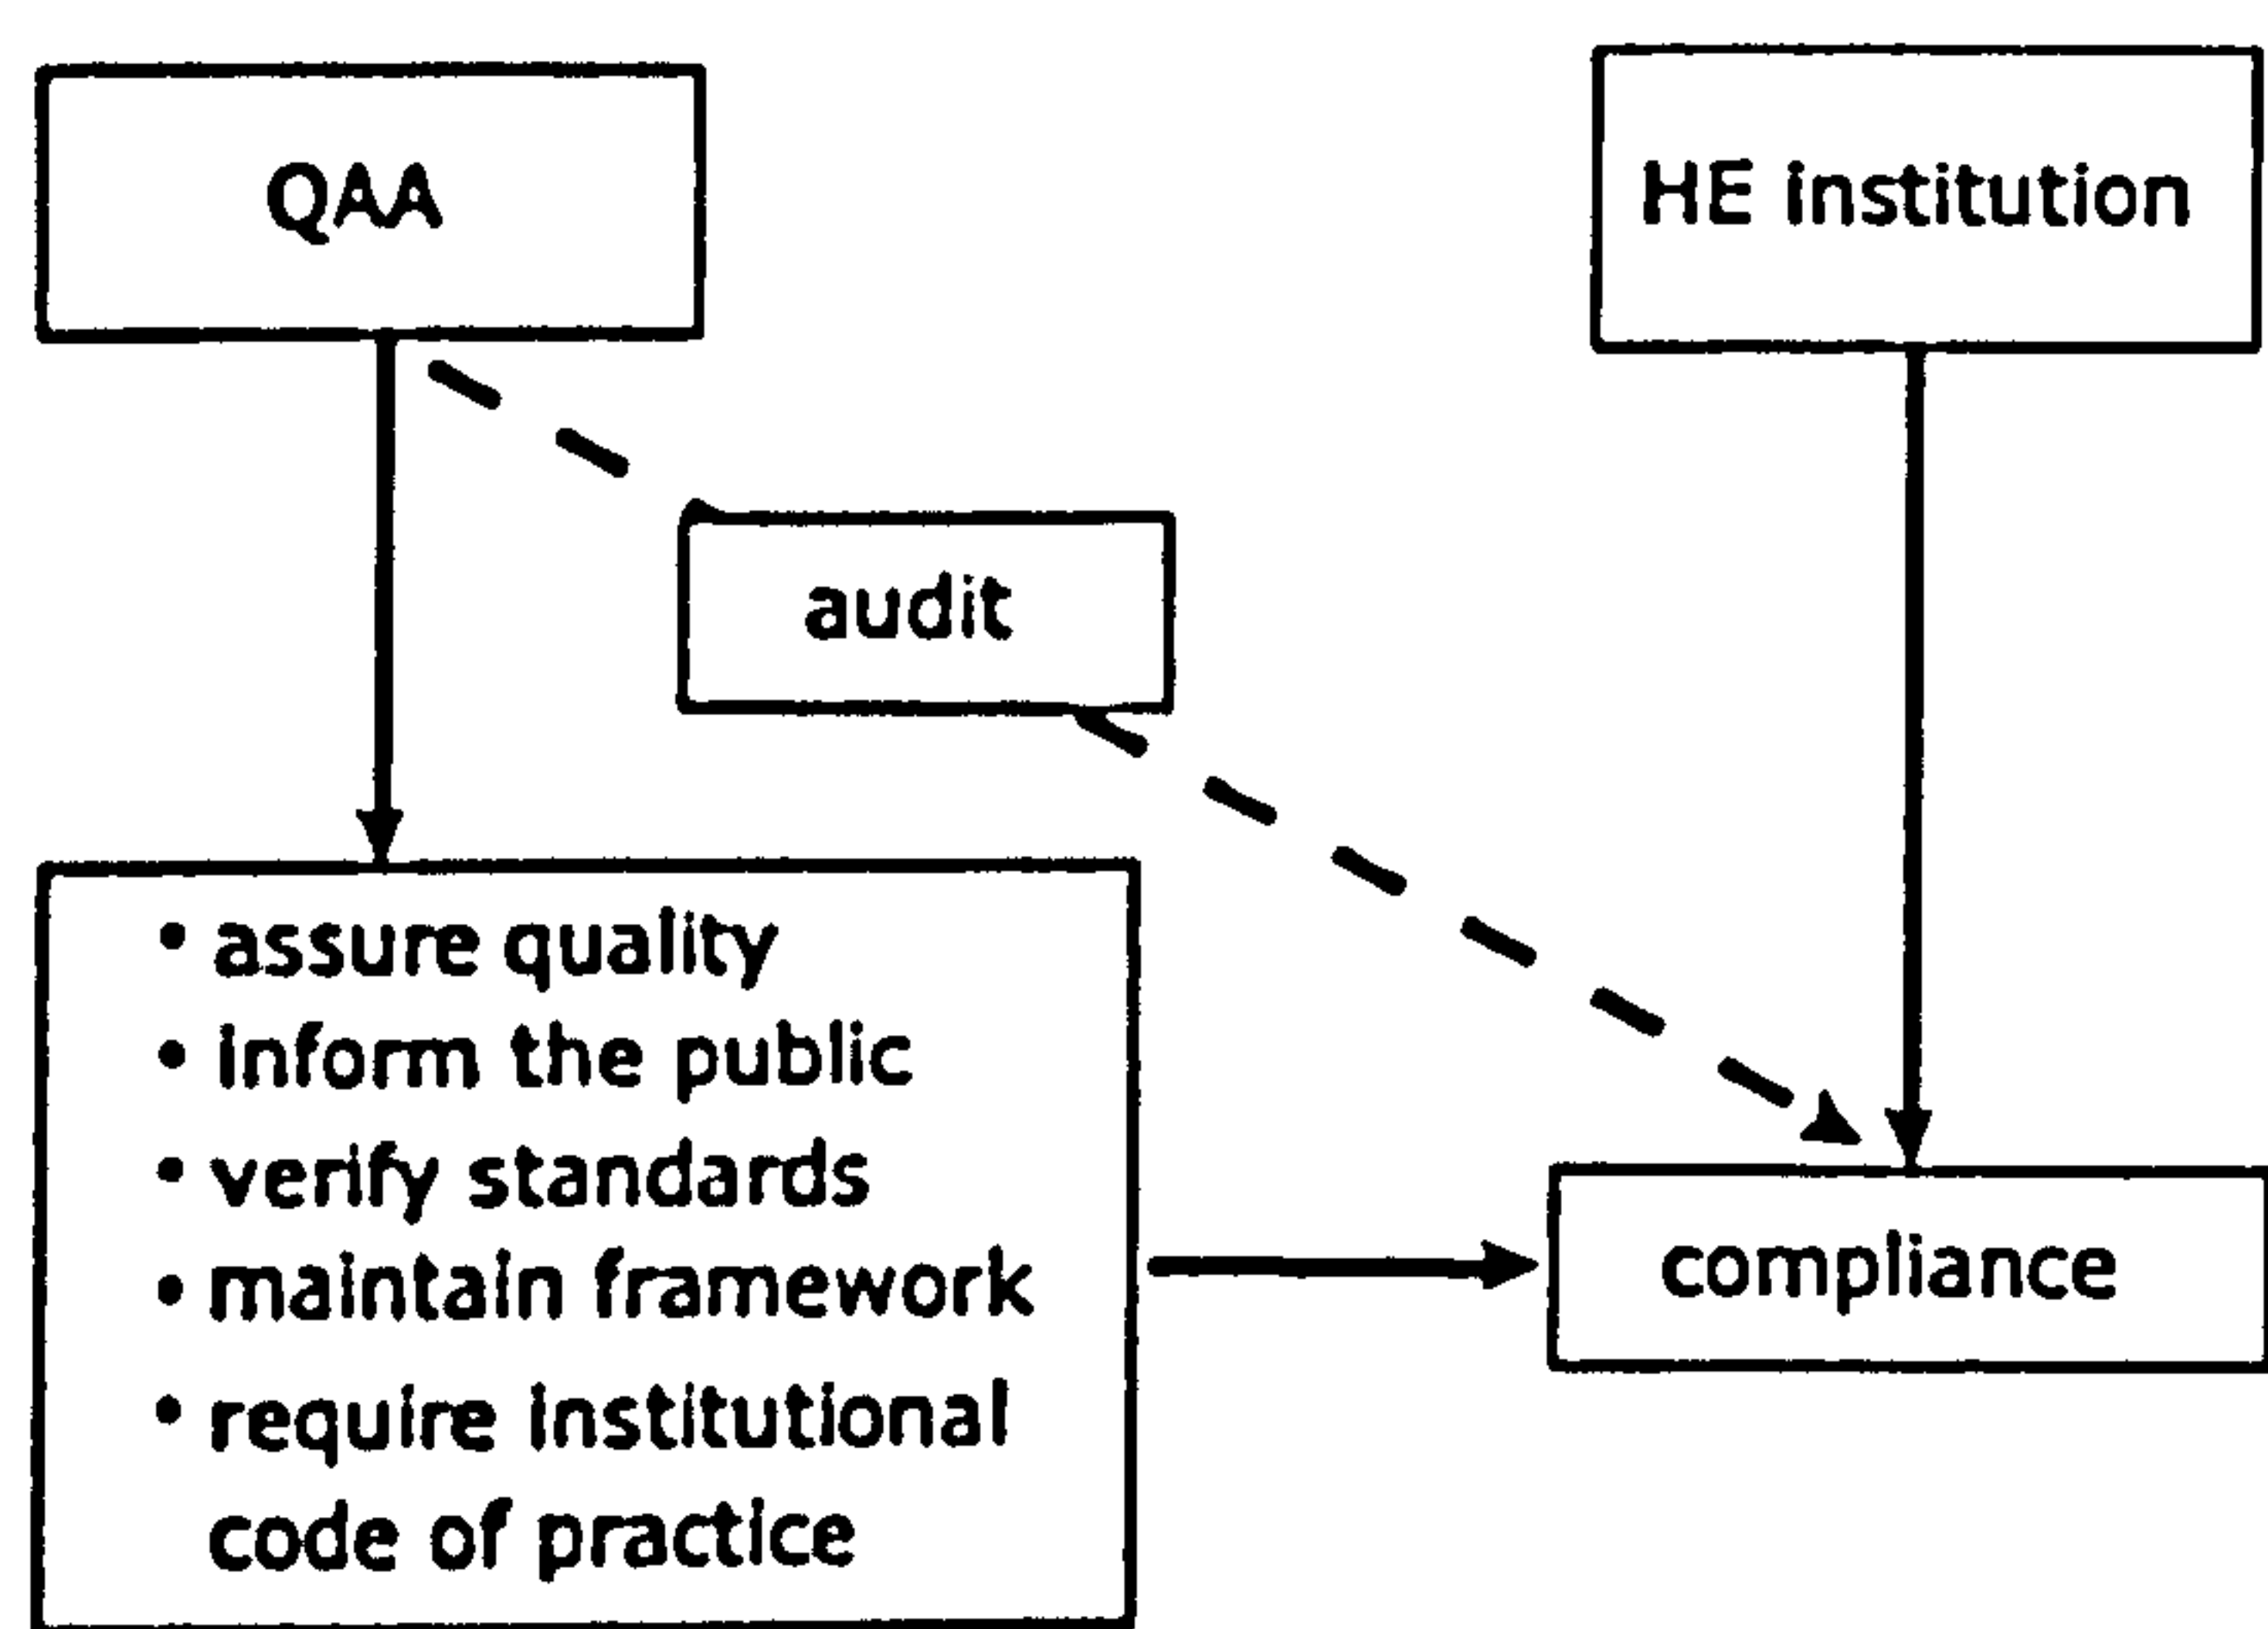 QAA
HE institution
audit
• assure quality
• inform the public
• verify standards
• maintain framework
• require institutional
code of practice
compliance